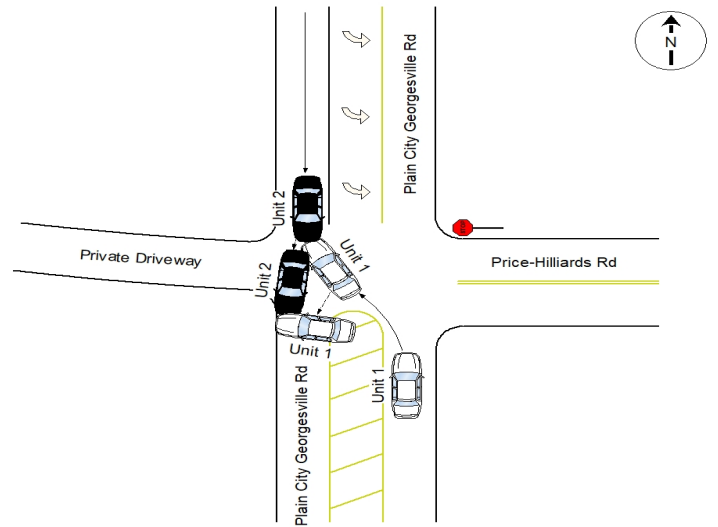 Plain City Georgesville Rd
N
Unit 2
Unit 1
Private Driveway
Unit 2
Price-Hilliards Rd
Unit 1
Unit 1
Plain City Georgesville Rd